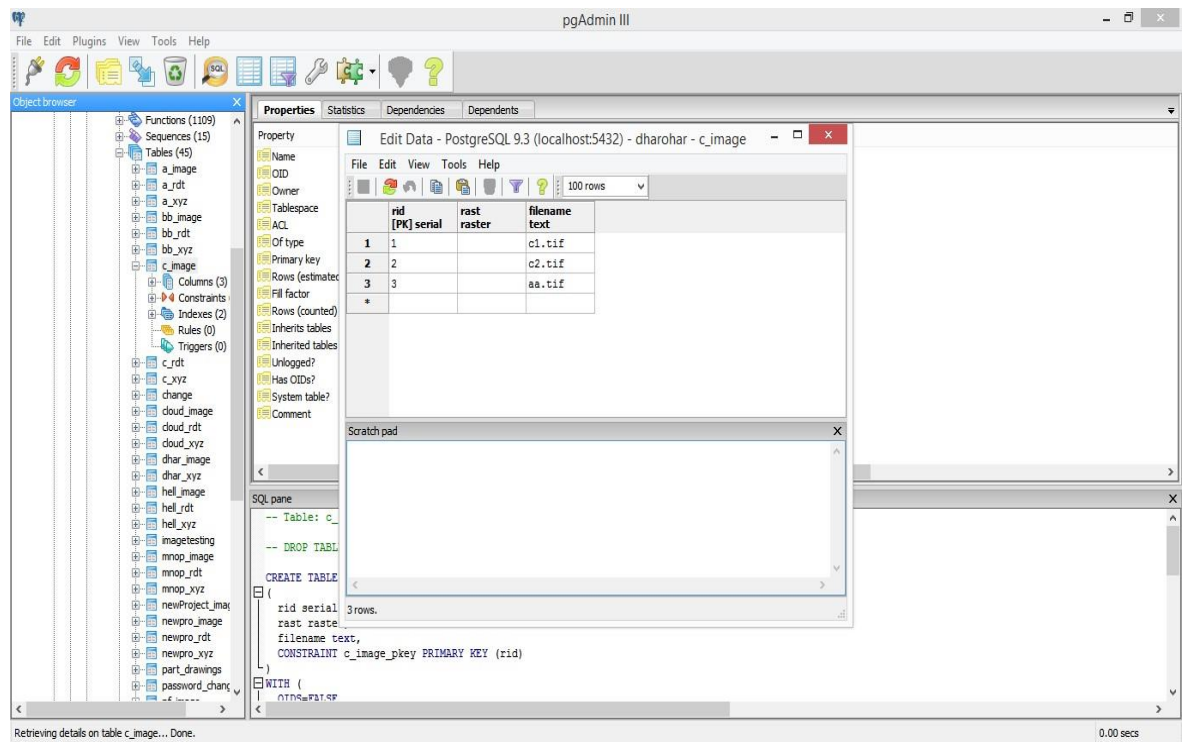 pgAdmin III
File Edit Plugins View Tools Help
SQL
Object browser X
Functions (1109)
Sequences (15)
Tables (45)
a_image
a_rdt
a_xyz
bb_image
bb_rdt
bb_xyz
c_image
Columns (3)
Constraints
Indexes (2)
Rules (0)
Triggers (0)
c_rdt
c_xyz
change
cloud_image
cloud_rdt
cloud_xyz
dhar_image
dhar_xyz
hell_image
hell_rdt
hell_xyz
imagetesting
mnop_image
mnop_rdt
mnop_xyz
newProject_imag
newpro_image
newpro_rdt
newpro_xyz
part_drawings
password_chang
Properties Statistics Dependencies Dependents
Property
Name
OID
Owner
Tablespace
ACL
Of type
Primary key
Rows (estimated
Fill factor
Rows (counted)
Inherits tables
Inherited tables
Unlogged?
Has OIDs?
System table?
Comment
Edit Data - PostgreSQL 9.3 (localhost:5432) - dharohar - c_image
File Edit View Tools Help
100 rows
rid rast filename
[PK] serial raster text
1 1 c1.tif
2 2 c2.tif
3 3 aa.tif
*
Scratch pad X
3 rows.
SQL pane X
-- Table: c_
-- DROP TABL
CREATE TABLE
(
rid serial
rast raste
filename text,
CONSTRAINT c_image_pkey PRIMARY KEY (rid)
)
WITH (
OIDS=FALSE
Retrieving details on table c_image... Done. 0.00 secs